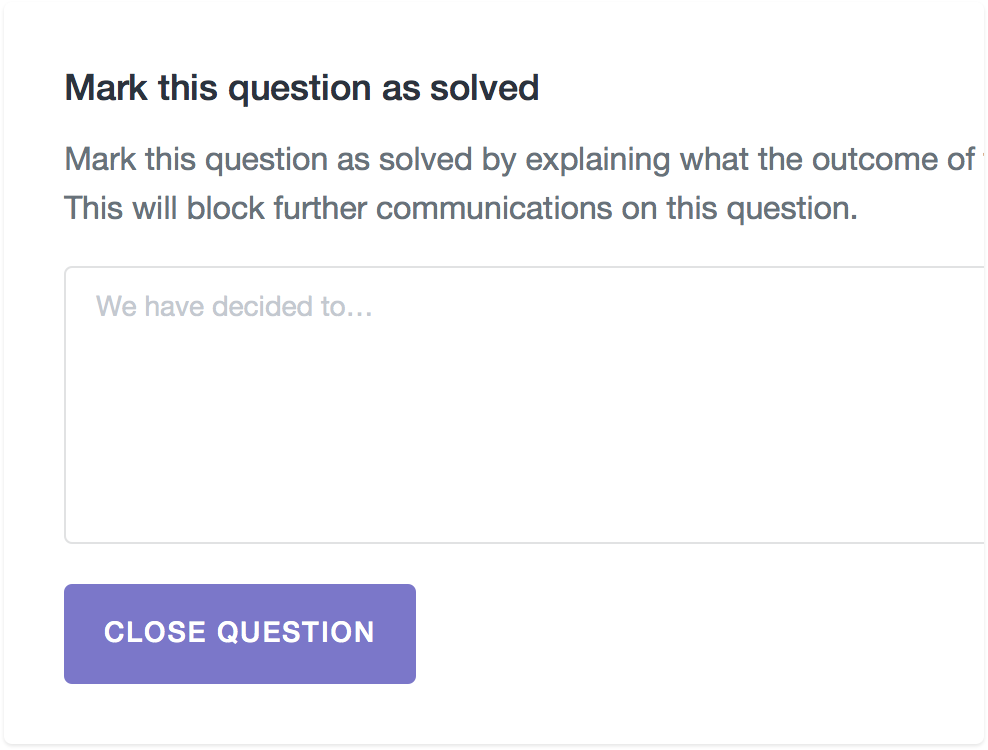 Mark this question as solved
Mark this question as solved by explaining what the outcome of
This will block further communications on this question.
We have decided to...
CLOSE QUESTION